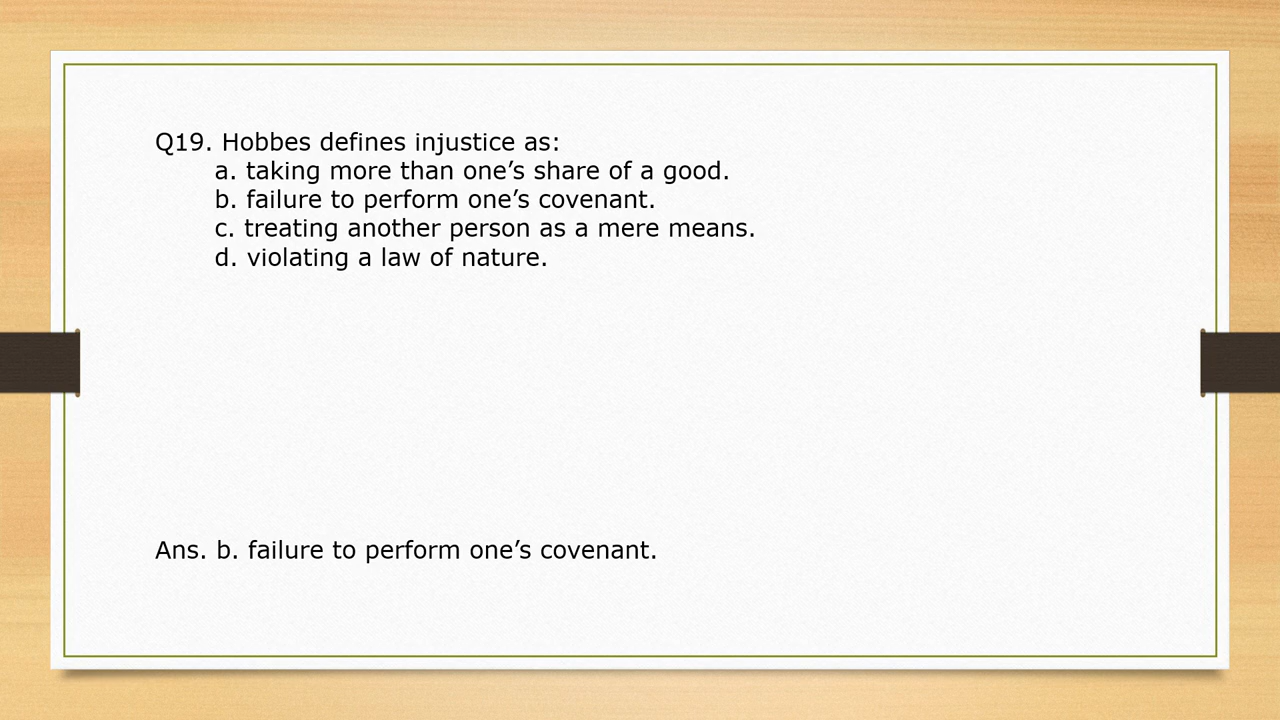 Q19. Hobbes defines injustice as:
a. taking more than one’s share of a good.
b. failure to perform one’s covenant.
c. treating another person as a mere means.
d. violating a law of nature.
Ans. b. failure to perform one’s covenant.